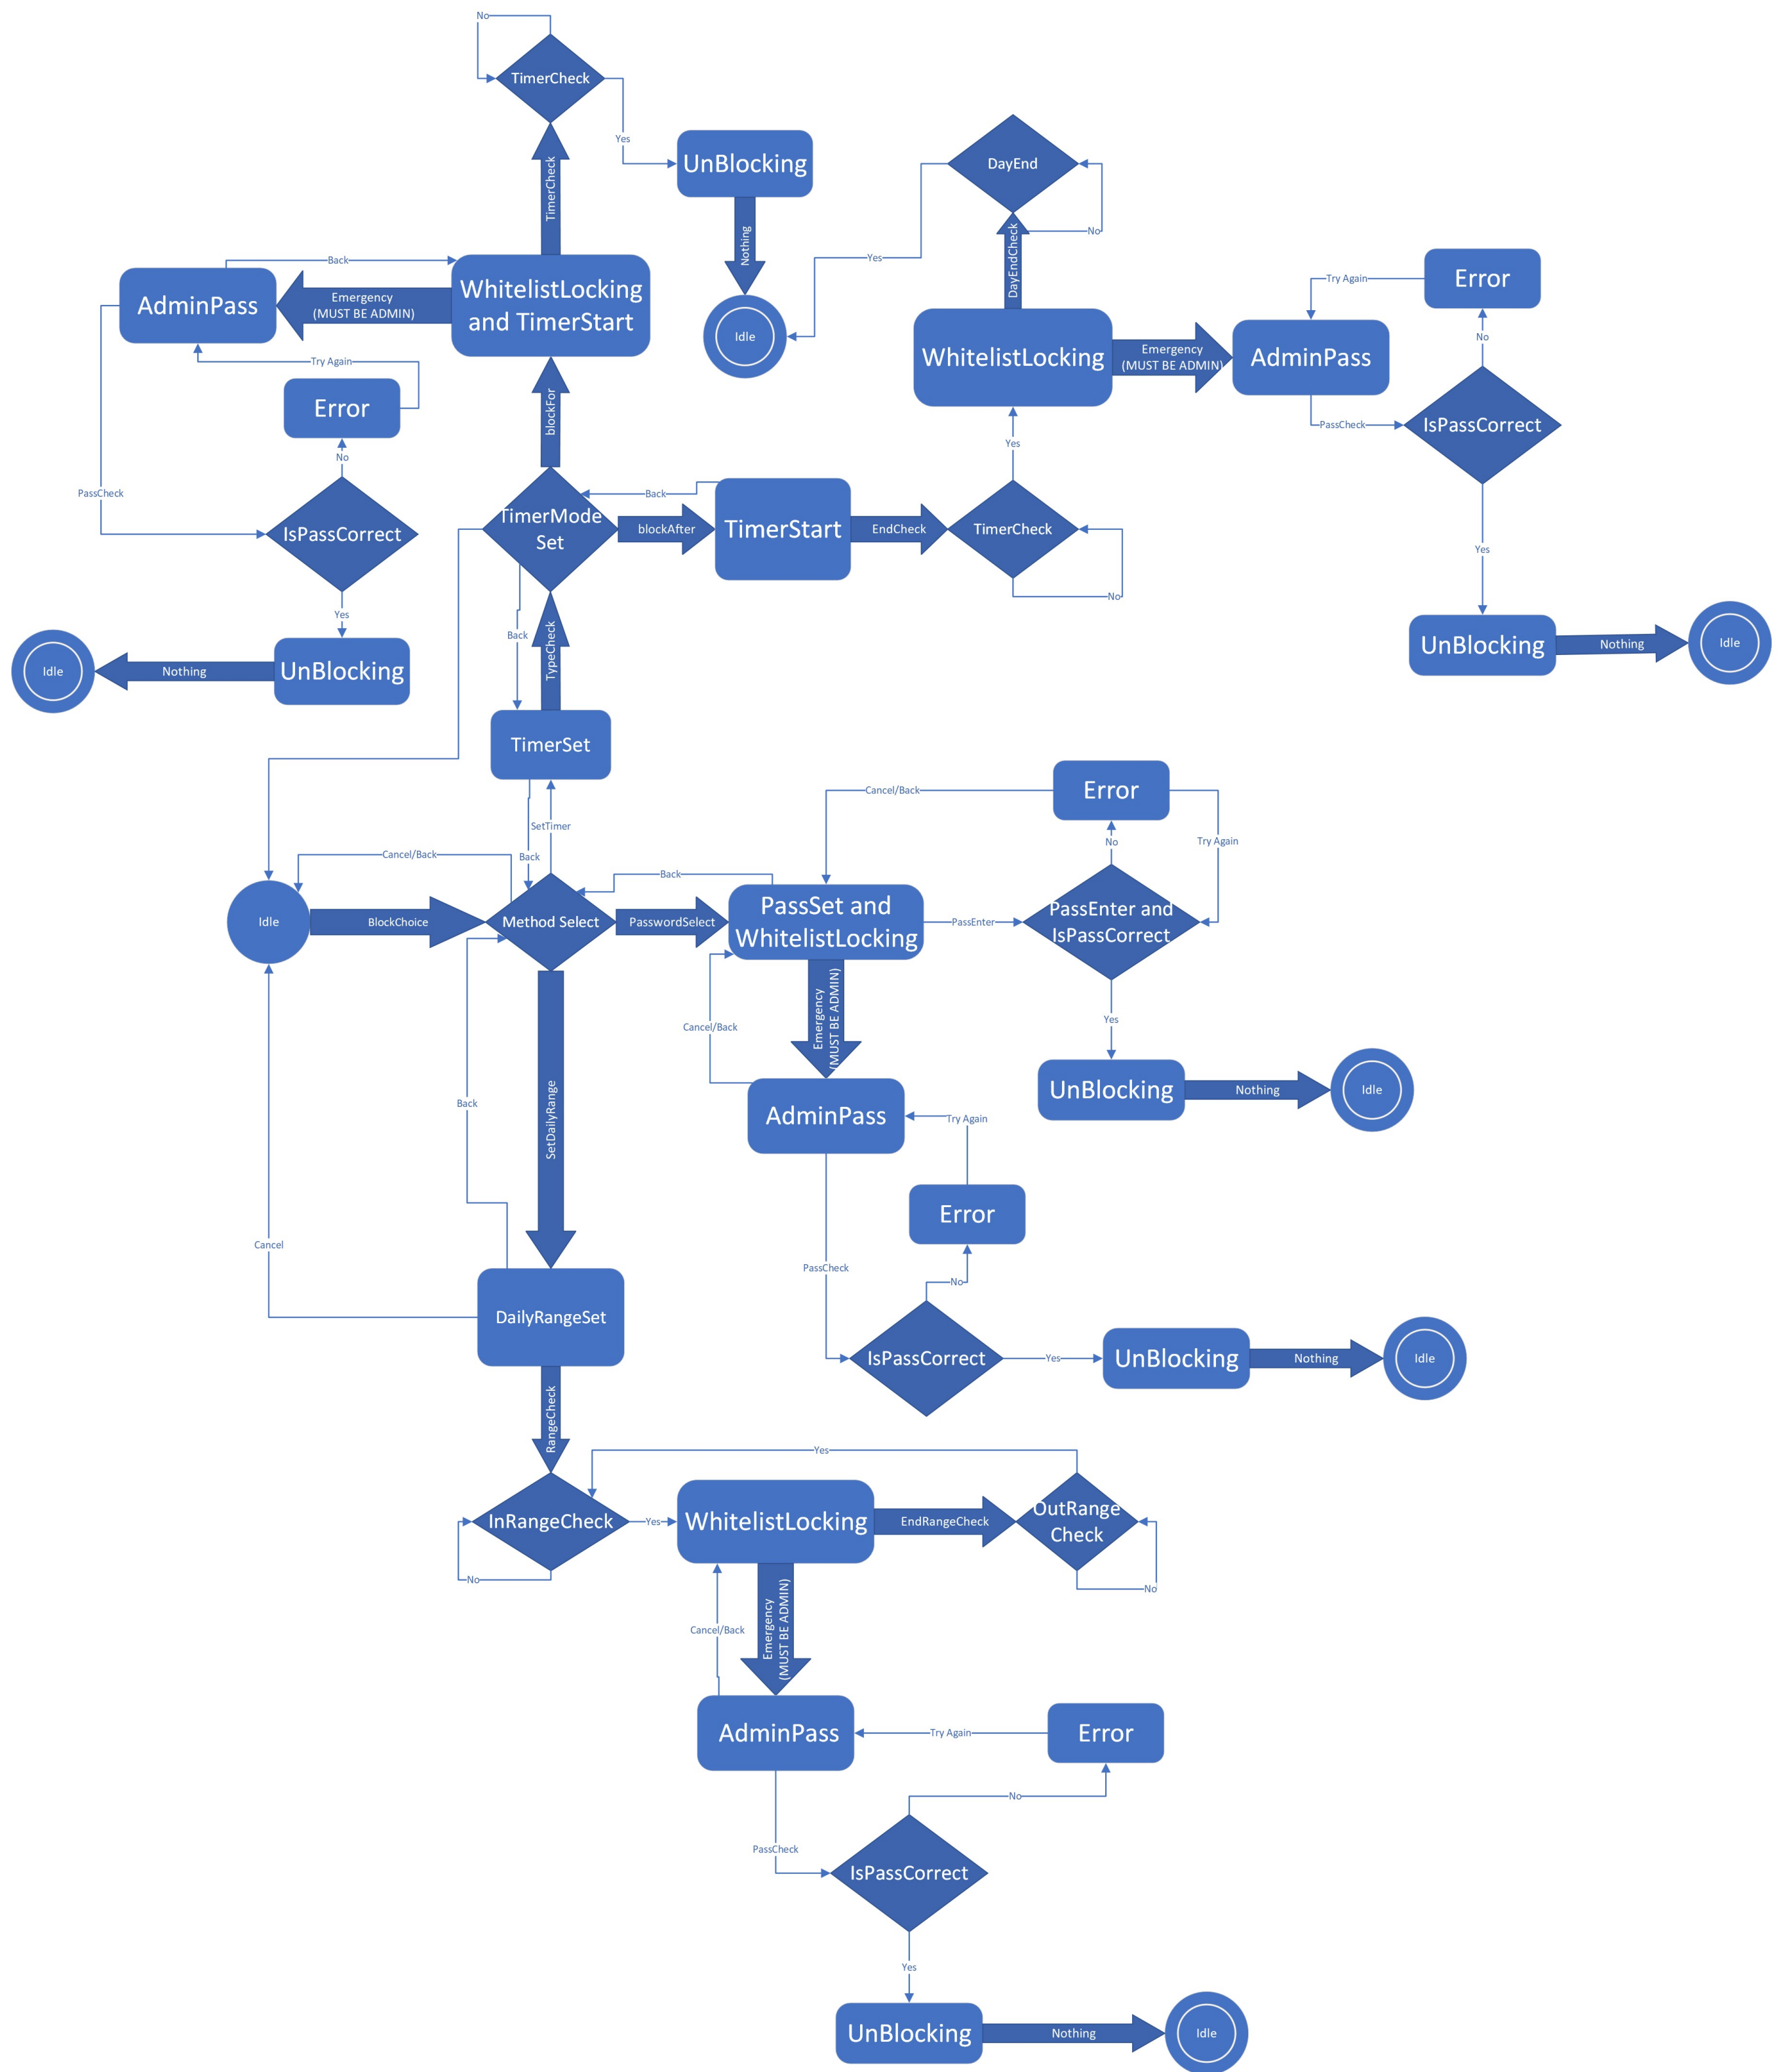 No
TimerCheck
Yes
UnBlocking
TimerCheck
Nothing
Idle
DayEnd
No
Yes
DayEndCheck
Back
AdminPass
Emergency
(MUST BE ADMIN)
WhitelistLocking
and TimerStart
Try Again
Error
No
PassCheck
IsPassCorrect
Yes
Idle
Nothing
UnBlocking
blockFor
WhitelistLocking
Emergency
(MUST BE ADMIN)
AdminPass
Try Again
Error
No
PassCheck
IsPassCorrect
Yes
UnBlocking
Nothing
Idle
Yes
TimerMode
Set
blockAfter
Back
TimerStart
EndCheck
TimerCheck
No
Back
TypeCheck
TimerSet
SetTimer
Back
Cancel/Back
Idle
BlockChoice
Method Select
PasswordSelect
Back
PassSet and
WhitelistLocking
PassEnter
PassEnter and
IsPassCorrect
Cancel/Back
Error
No
Try Again
Yes
UnBlocking
Nothing
Idle
Emergency
(MUST BE ADMIN)
Cancel/Back
AdminPass
Try Again
Error
No
PassCheck
IsPassCorrect
Yes
UnBlocking
Nothing
Idle
Back
SetDailyRange
Cancel
DailyRangeSet
RangeCheck
Yes
InRangeCheck
No
Yes
WhitelistLocking
EndRangeCheck
OutRange
Check
No
Cancel/Back
Emergency
(MUST BE ADMIN)
AdminPass
Try Again
Error
No
PassCheck
IsPassCorrect
Yes
UnBlocking
Nothing
Idle